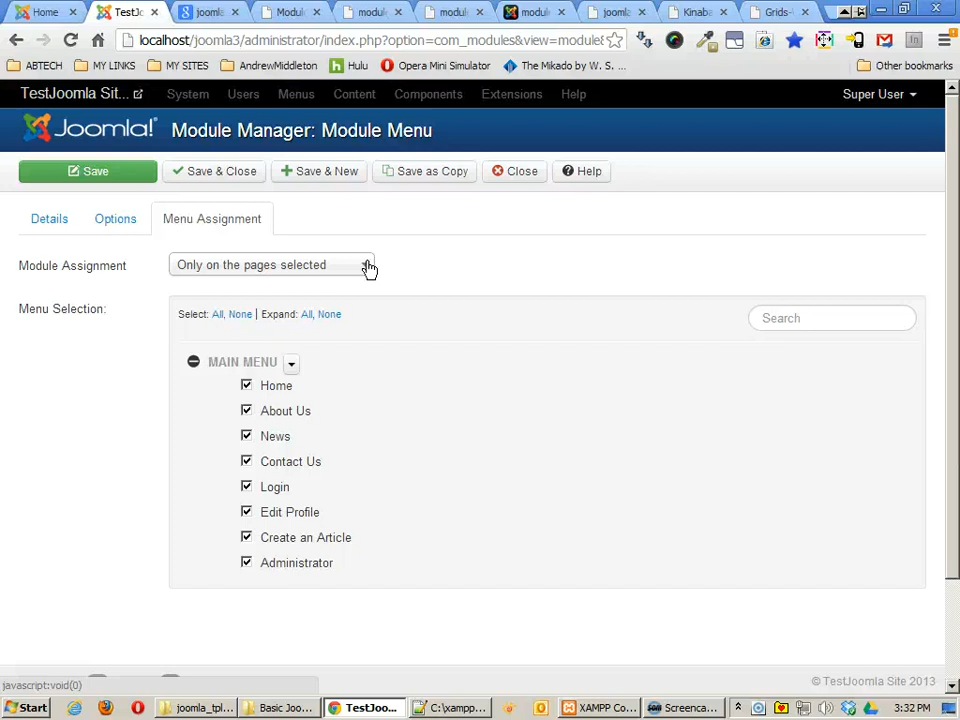 Home
TestJo
joomla
Module
module
module
module
joomla
Kinaba
Grids-
localhost/joomla3/administrator/index.php?option=com_modules&view=module&
ABTECH
MY LINKS
MY SITES
AndrewMiddleton
Hulu
Opera Mini Simulator
The Mikado by W. S. ...
Other bookmarks
TestJoomla Sit... System Users Menus Content Components Extensions Help Super User
Joomla! Module Manager: Module Menu
Save Save & Close Save & New Save as Copy Close Help
Details Options Menu Assignment
Module Assignment Only on the pages selected
Menu Selection: Select: All, None | Expand: All, None Search
MAIN MENU
Home
About Us
News
Contact Us
Login
Edit Profile
Create an Article
Administrator
javascript:void(0) © TestJoomla Site 2013
Start joomla_tpl... Basic Joo... TestJoo... C:\xampp... XAMPP Co... Screenca... 3:32 PM